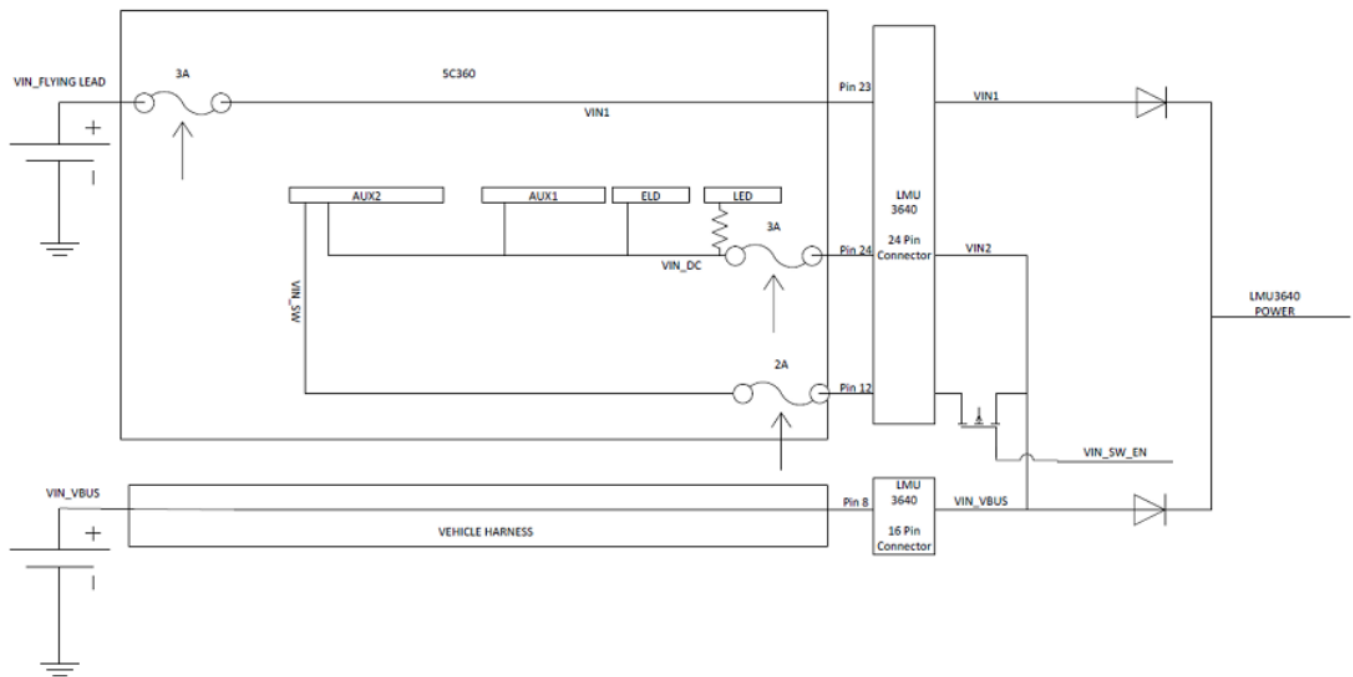 3A
5C360
VIN_FLYING LEAD
Pin 23
VIN1
VIN1
+
AUX2
AUX1
ELD
LED
LMU
3640
24 Pin
Connector
3A
Pin 24
VIN2
VIN_DC
VIN_SW
LMU3640
POWER
2A
Pin 12
VIN_SW_EN
VIN_VBUS
LMU
3640
16 Pin
Connector
Pin 8
VIN_VBUS
+
VEHICLE HARNESS